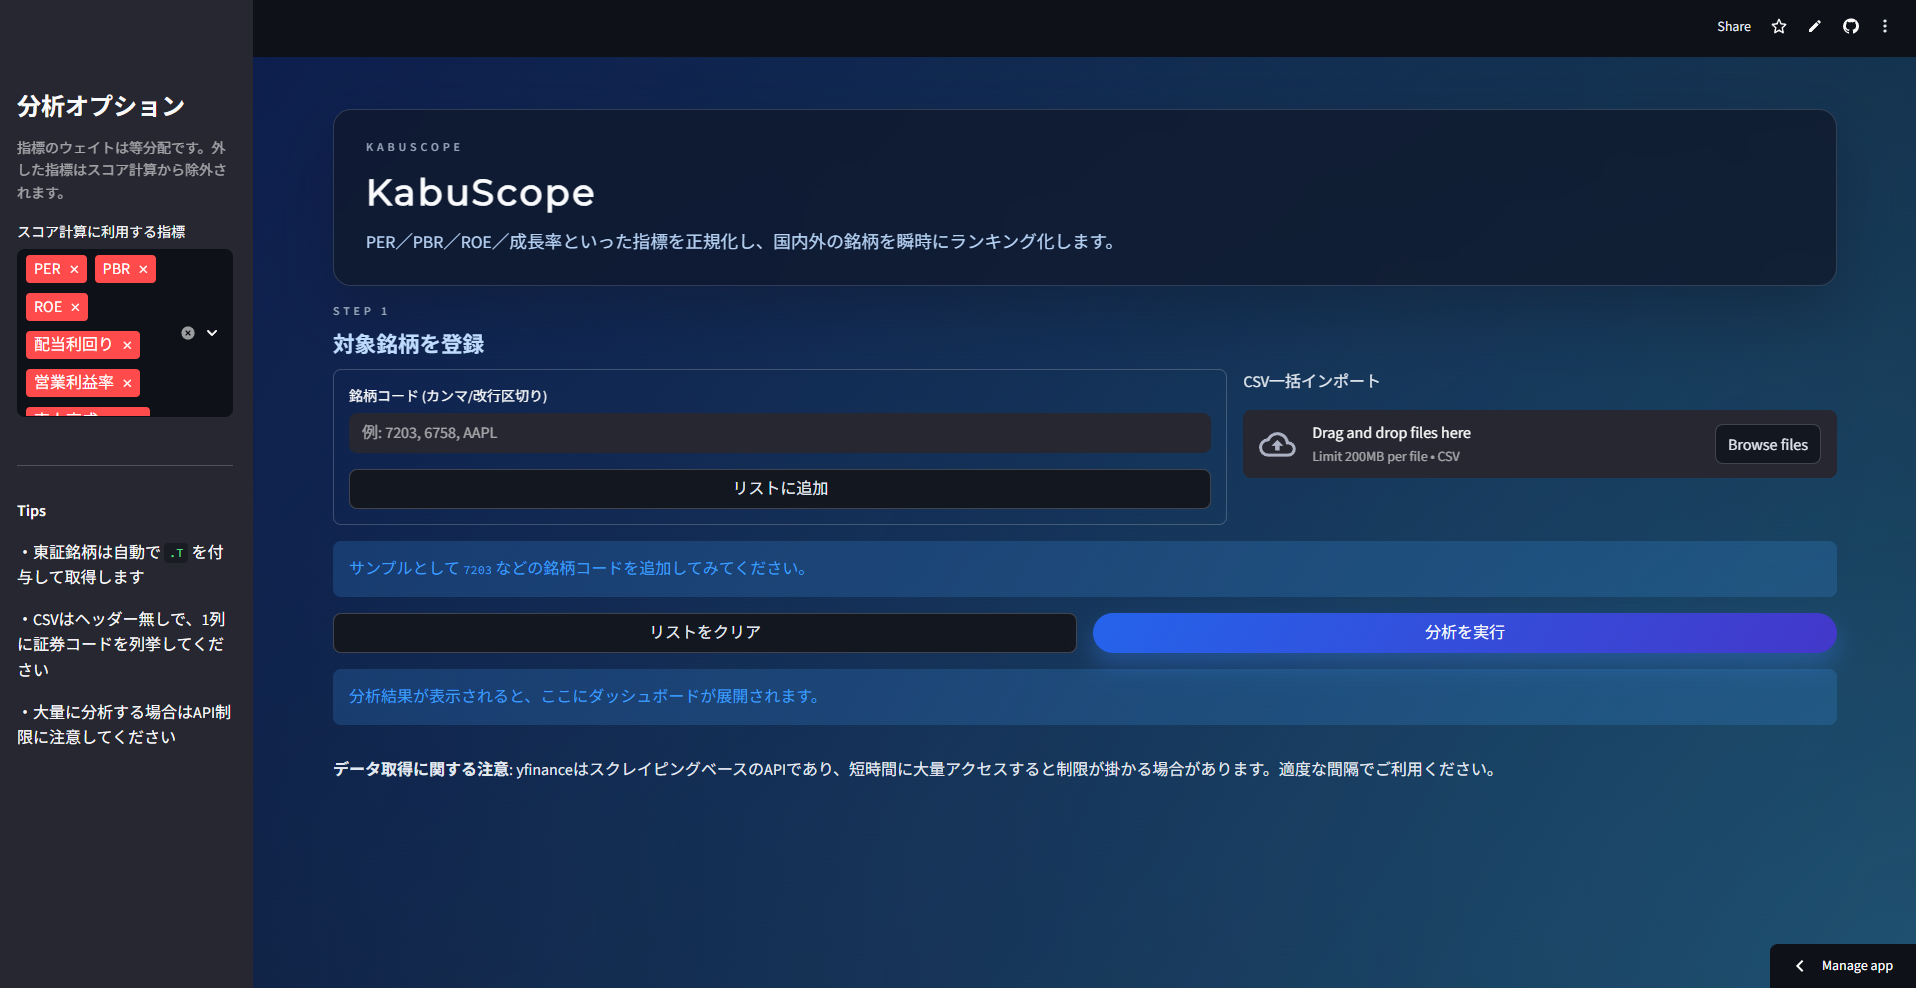 Share
分析オプション
指標のウェイトは等分配です。外
した指標はスコア計算から除外さ
れます。
スコア計算に利用する指標
PER ×
PBR ×
ROE ×
配当利回り ×
営業利益率 ×
Tips
・東証銘柄は自動で .T を付
与して取得します
・CSVはヘッダー無しで、1列
に証券コードを列挙してくだ
さい
・大量に分析する場合はAPI制
限に注意してください
KABUSCOPE
KabuScope
PER／PBR／ROE／成長率といった指標を正規化し、国内外の銘柄を瞬時にランキング化します。
STEP 1
対象銘柄を登録
銘柄コード (カンマ/改行区切り)
例: 7203, 6758, AAPL
リストに追加
CSV一括インポート
Drag and drop files here
Limit 200MB per file • CSV
Browse files
サンプルとして 7203 などの銘柄コードを追加してみてください。
リストをクリア
分析を実行
分析結果が表示されると、ここにダッシュボードが展開されます。
データ取得に関する注意: yfinanceはスクレイピングベースのAPIであり、短時間に大量アクセスすると制限が掛かる場合があります。適度な間隔でご利用ください。
Manage app